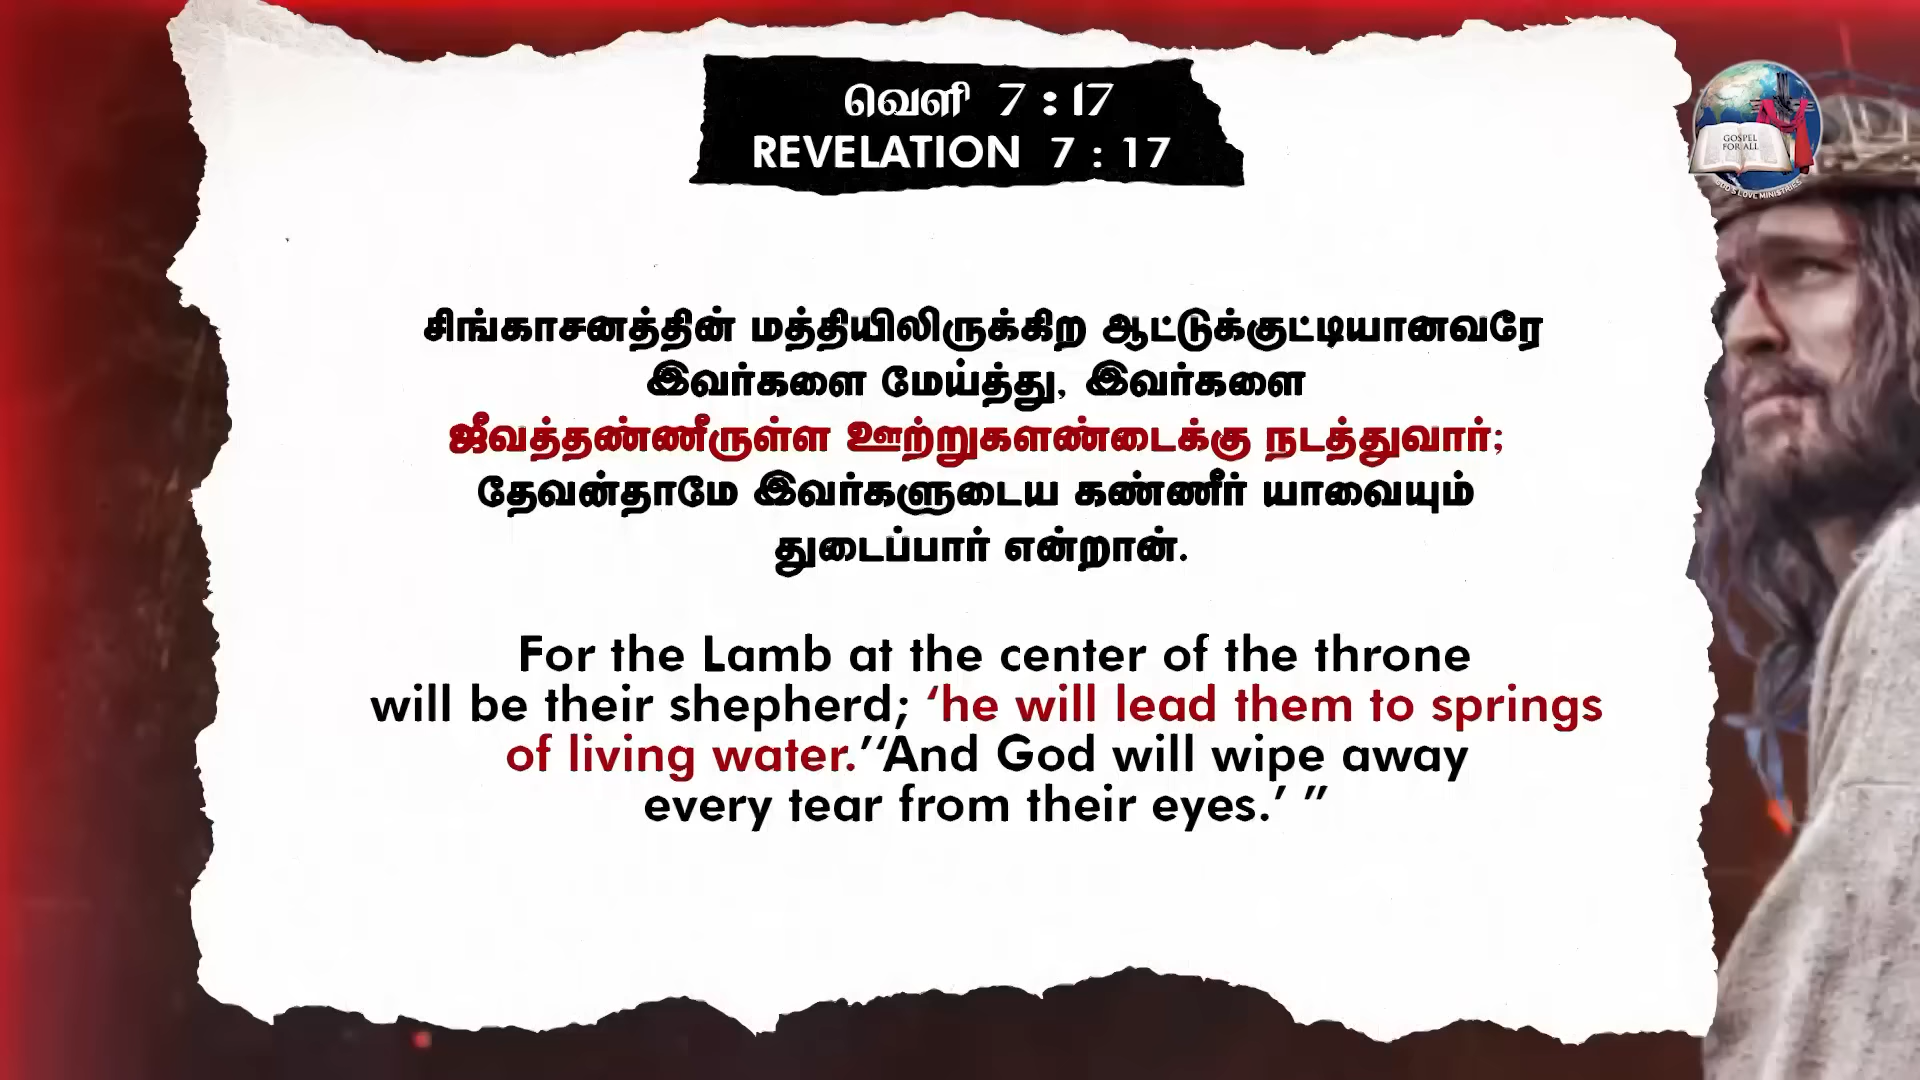 வெளி 7 : 17
REVELATION 7 : 17
GOSPEL
FOR ALL
GOD'S LOVE MINISTRIES
சிங்காசனத்தின் மத்தியிலிருக்கிற ஆட்டுக்குட்டியானவரே
இவர்களை மேய்த்து, இவர்களை
ஜீவத்தண்ணீருள்ள ஊற்றுகளண்டைக்கு நடத்துவார்;
தேவன்தாமே இவர்களுடைய கண்ணீர் யாவையும்
துடைப்பார் என்றான்.
For the Lamb at the center of the throne
will be their shepherd; ‘he will lead them to springs
of living water.’‘And God will wipe away
every tear from their eyes.’ ”